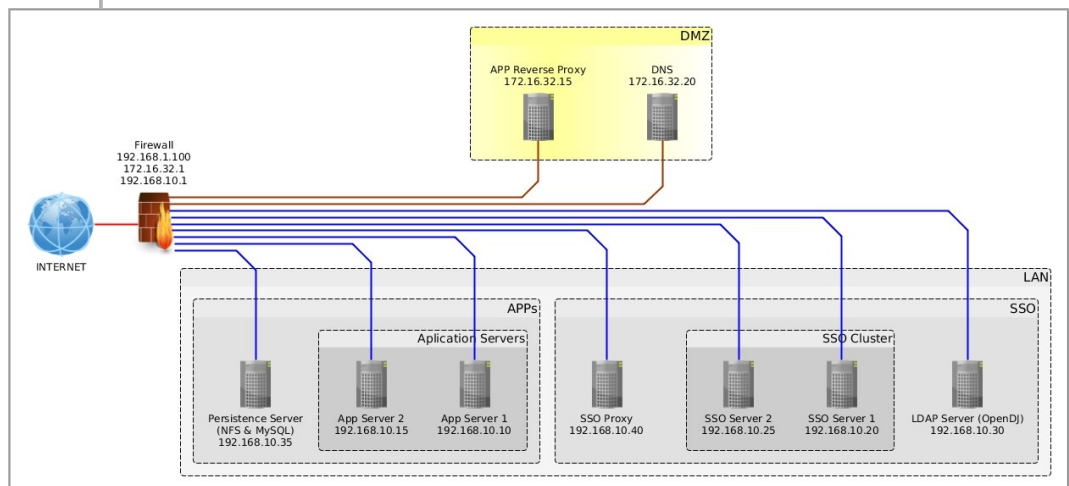 DMZ
APP Reverse Proxy
172.16.32.15
DNS
172.16.32.20
Firewall
192.168.1.100
172.16.32.1
192.168.10.1
INTERNET
LAN
APPs
SSO
Aplication Servers
SSO Cluster
Persistence Server
(NFS & MySQL)
192.168.10.35
App Server 2
192.168.10.15
App Server 1
192.168.10.10
SSO Proxy
192.168.10.40
SSO Server 2
192.168.10.25
SSO Server 1
192.168.10.20
LDAP Server (OpenDJ)
192.168.10.30